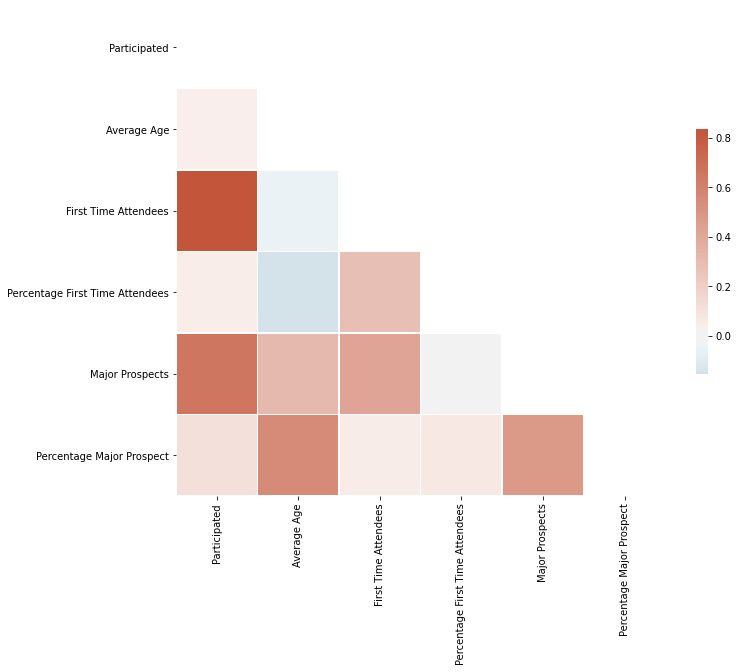 Participated
Average Age
First Time Attendees
Percentage First Time Attendees
Major Prospects
Percentage Major Prospect
0.8
0.6
0.4
0.2
0.0
Participated
Average Age
First Time Attendees
Percentage First Time Attendees
Major Prospects
Percentage Major Prospect